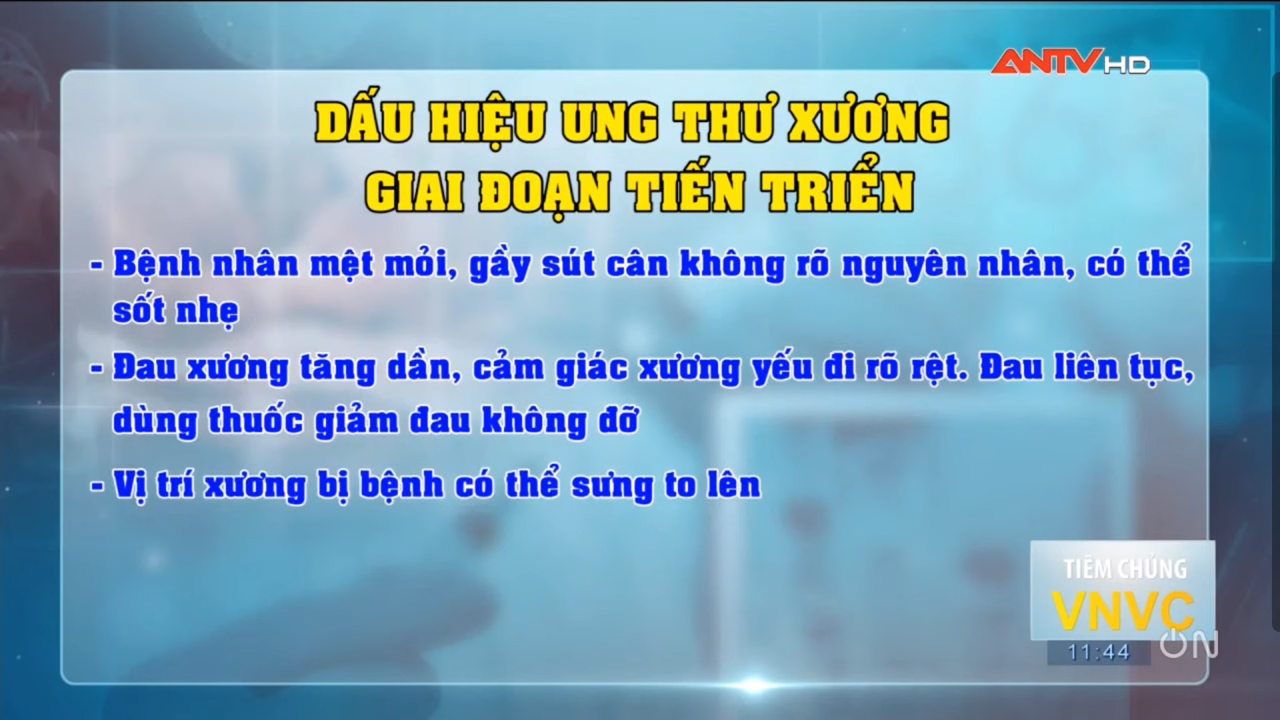 ANTV HD
DẤU HIỆU UNG THƯ XƯƠNG
GIAI ĐOẠN TIẾN TRIỂN
- Bệnh nhân mệt mỏi, gầy sút cân không rõ nguyên nhân, có thể
sốt nhẹ
- Đau xương tăng dần, cảm giác xương yếu đi rõ rệt. Đau liên tục,
dùng thuốc giảm đau không đỡ
- Vị trí xương bị bệnh có thể sưng to lên
TIÊM CHỦNG
VNVC
ON
11:44